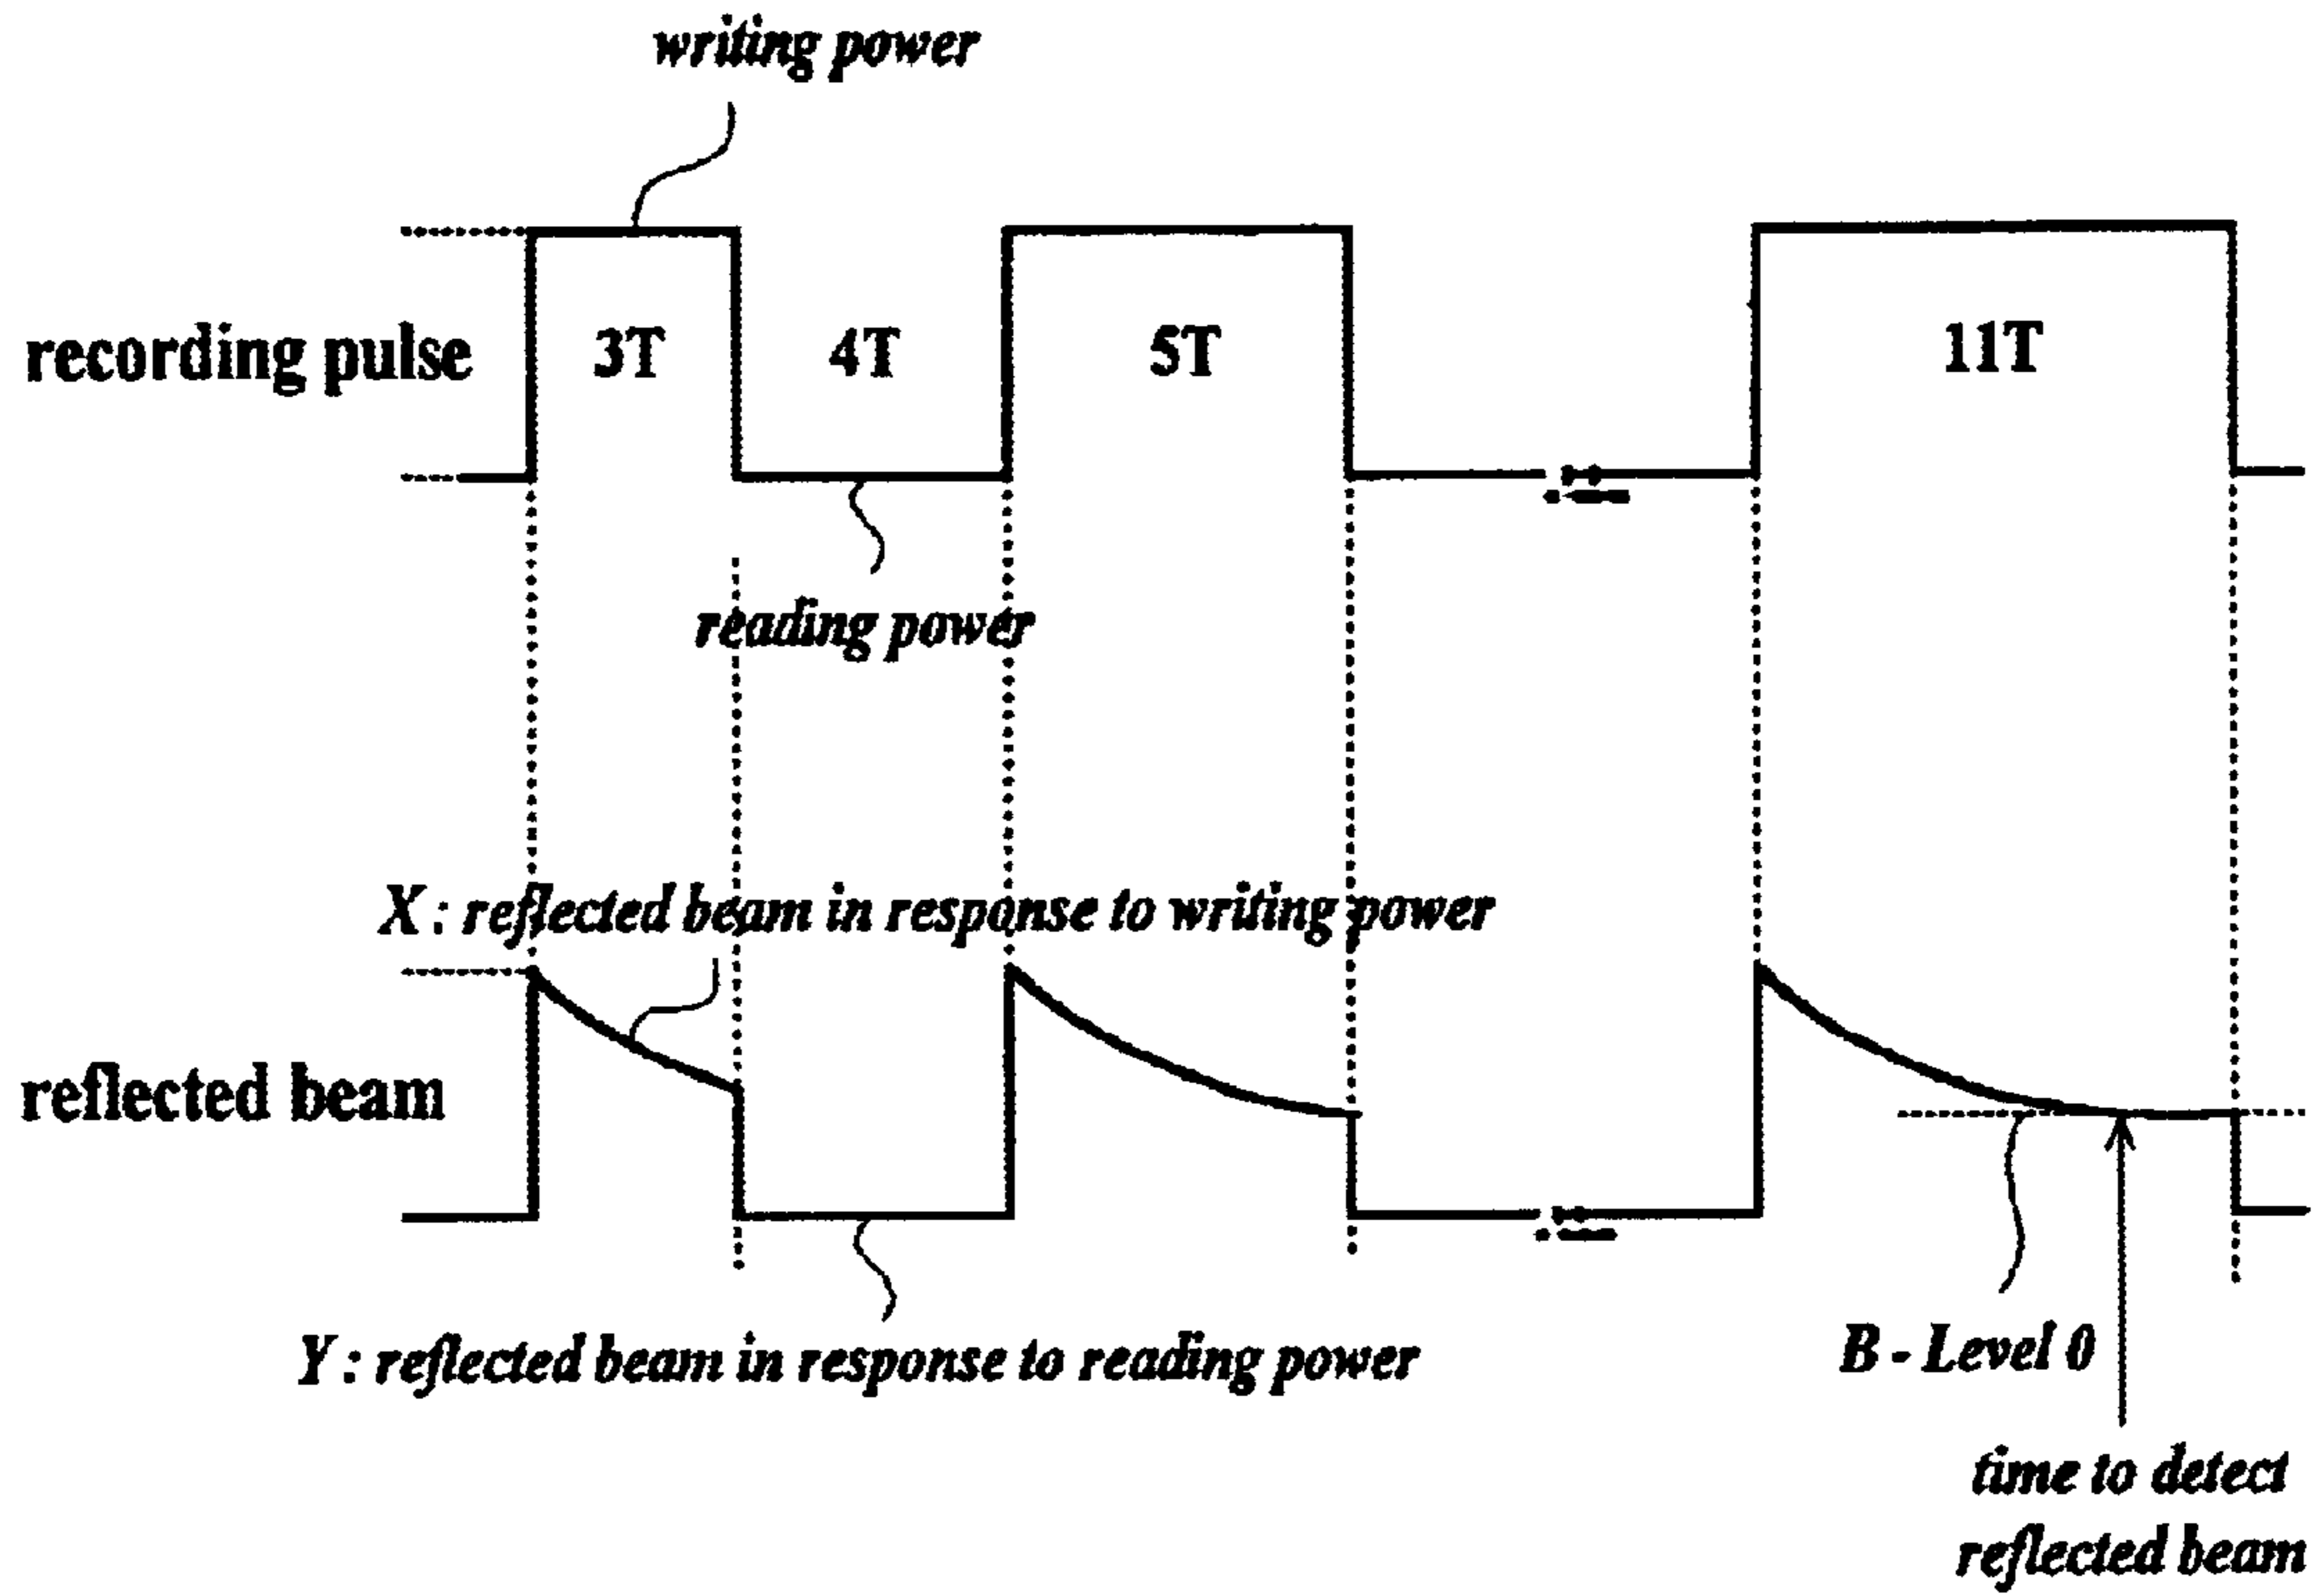 writing power
recording pulse
3T
4T
5T
11T
reading power
X : reflected beam in response to writing power
reflected beam
Y : reflected beam in response to reading power
B - Level 0
time to detect
reflected beam